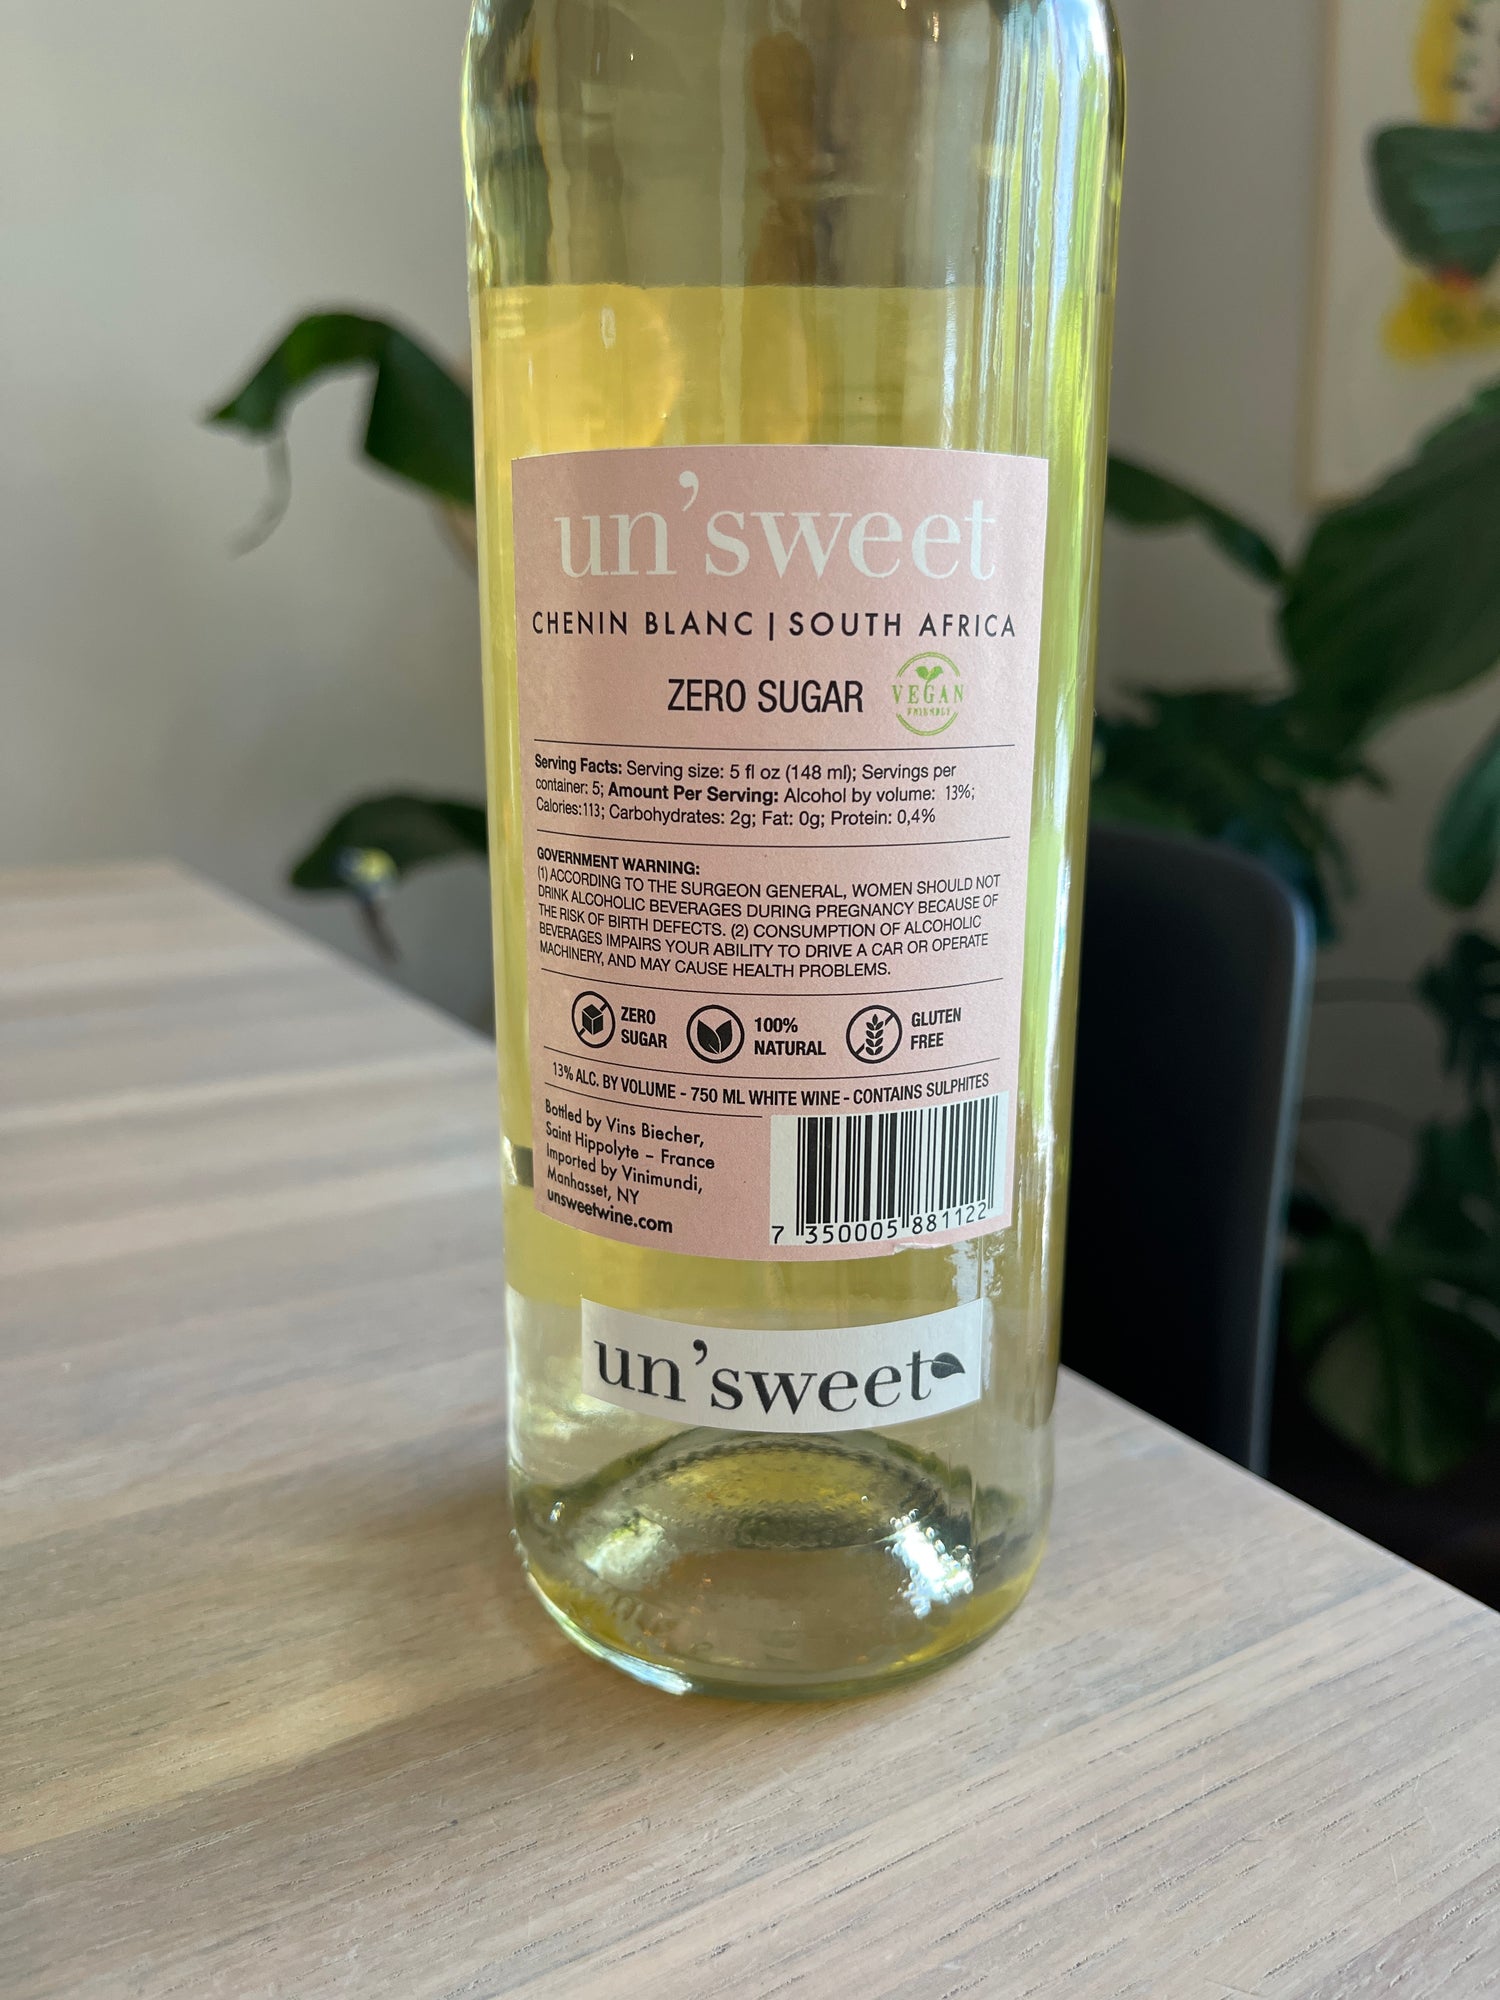 un'sweet
CHENIN BLANC | SOUTH AFRICA
ZERO SUGAR
VEGAN
FRIENDLY
Serving Facts: Serving size: 5 fl oz (148 ml); Servings per
container: 5; Amount Per Serving: Alcohol by volume: 13%;
Calories:113; Carbohydrates: 2g; Fat: 0g; Protein: 0,4%
GOVERNMENT WARNING:
(1) ACCORDING TO THE SURGEON GENERAL, WOMEN SHOULD NOT
DRINK ALCOHOLIC BEVERAGES DURING PREGNANCY BECAUSE OF
THE RISK OF BIRTH DEFECTS. (2) CONSUMPTION OF ALCOHOLIC
BEVERAGES IMPAIRS YOUR ABILITY TO DRIVE A CAR OR OPERATE
MACHINERY, AND MAY CAUSE HEALTH PROBLEMS.
ZERO
SUGAR
100%
NATURAL
GLUTEN
FREE
13% ALC. BY VOLUME - 750 ML WHITE WINE - CONTAINS SULPHITES
Bottled by Vins Biecher,
Saint Hippolyte – France
Imported by Vinimundi,
Manhasset, NY
unsweetwine.com
7 350005 881122
un'sweet